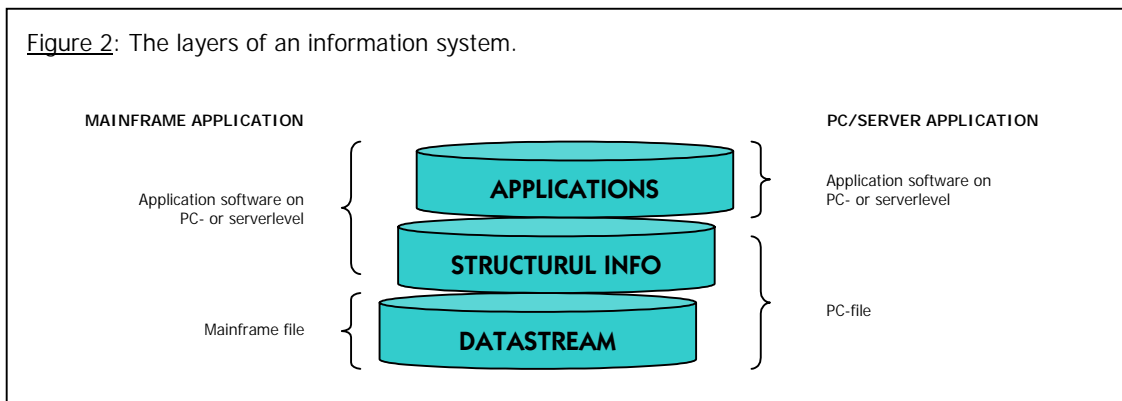 Figure 2: The layers of an information system.
MAINFRAME APPLICATION
PC/SERVER APPLICATION
APPLICATIONS
Application software on
PC- or serverlevel
Application software on
PC- or serverlevel
STRUCTURUL INFO
Mainframe file
PC-file
DATASTREAM